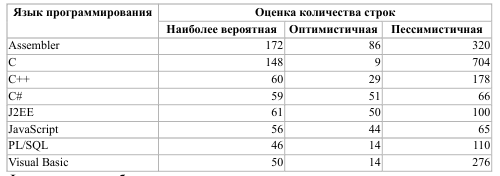 Язык программирования Оценка количества строк
Наиболее вероятная Оптимистичная Пессимистичная
Assembler 172 86 320
C 148 9 704
C++ 60 29 178
C# 59 51 66
J2EE 61 50 100
JavaScript 56 44 65
PL/SQL 46 14 110
Visual Basic 50 14 276